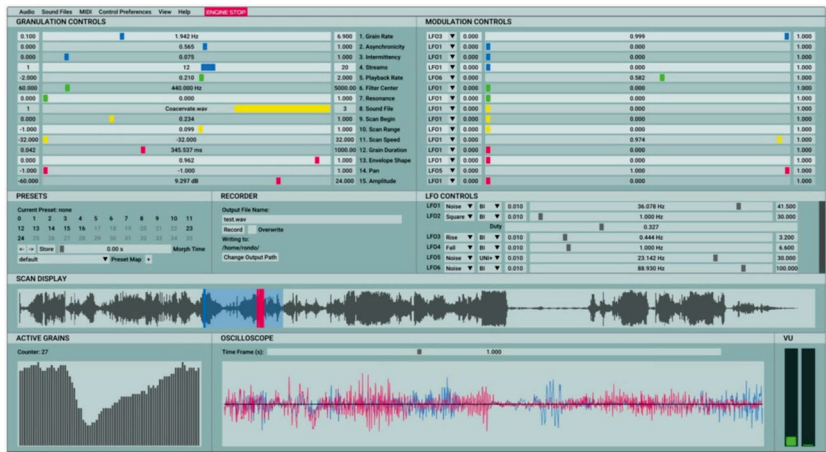 Audio Sound Files MIDI Control Preferences View Help ENGINE STOP
GRANULATION CONTROLS
0.100 1.942 Hz 6.900 1. Grain Rate
0.000 0.565 1.000 2. Asynchronicity
0.000 0.075 1.000 3. Intermittency
1 12 20 4. Streams
-2.000 0.210 2.000 5. Playback Rate
60.000 440.000 Hz 5000.00 6. Filter Center
0.000 0.000 1.000 7. Resonance
1 Coacervate.wav 3 8. Sound File
0.000 0.234 1.000 9. Scan Begin
-1.000 0.099 1.000 10. Scan Range
-32.000 -32.000 32.000 11. Scan Speed
0.042 345.537 ms 1000.00 12. Grain Duration
0.000 0.962 1.000 13. Envelope Shape
-1.000 -1.000 1.000 14. Pan
-60.000 9.297 dB 24.000 15. Amplitude
MODULATION CONTROLS
LFO3 0.000 0.999 1.000
LFO1 0.000 0.000 1.000
LFO1 0.000 0.000 1.000
LFO1 0.000 0.000 1.000
LFO6 0.000 0.582 1.000
LFO1 0.000 0.000 1.000
LFO1 0.000 0.000 1.000
LFO1 0.000 0.000 1.000
LFO1 0.000 0.000 1.000
LFO1 0.000 0.000 1.000
LFO1 0.000 0.974 1.000
LFO1 0.000 0.000 1.000
LFO1 0.000 0.000 1.000
LFO5 0.000 1.000 1.000
LFO1 0.000 0.000 1.000
PRESETS
Current Preset: none
0 1 2 3 4 5 6 7 8 9 10 11
12 13 14 15 16 17 18 19 20 21 22 23
24 25 26 27 28 29 30 31 32 33 34 35
<- -> Store 0.00 s Morph Time
default Preset Map +
RECORDER
Output File Name:
test.wav
Record Overwrite
Writing to:
/home/rondo/
Change Output Path
LFO CONTROLS
LFO1 Noise BI 0.010 36.078 Hz 41.500
LFO2 Square BI 0.010 1.000 Hz 30.000
Duty 0.327
LFO3 Rise BI 0.010 0.444 Hz 3.200
LFO4 Fall BI 0.010 1.000 Hz 6.600
LFO5 Noise UNI+ 0.010 23.142 Hz 30.000
LFO6 Noise BI 0.010 88.930 Hz 100.000
SCAN DISPLAY
ACTIVE GRAINS
Counter: 27
OSCILLOSCOPE
Time Frame (s): 1.000
VU